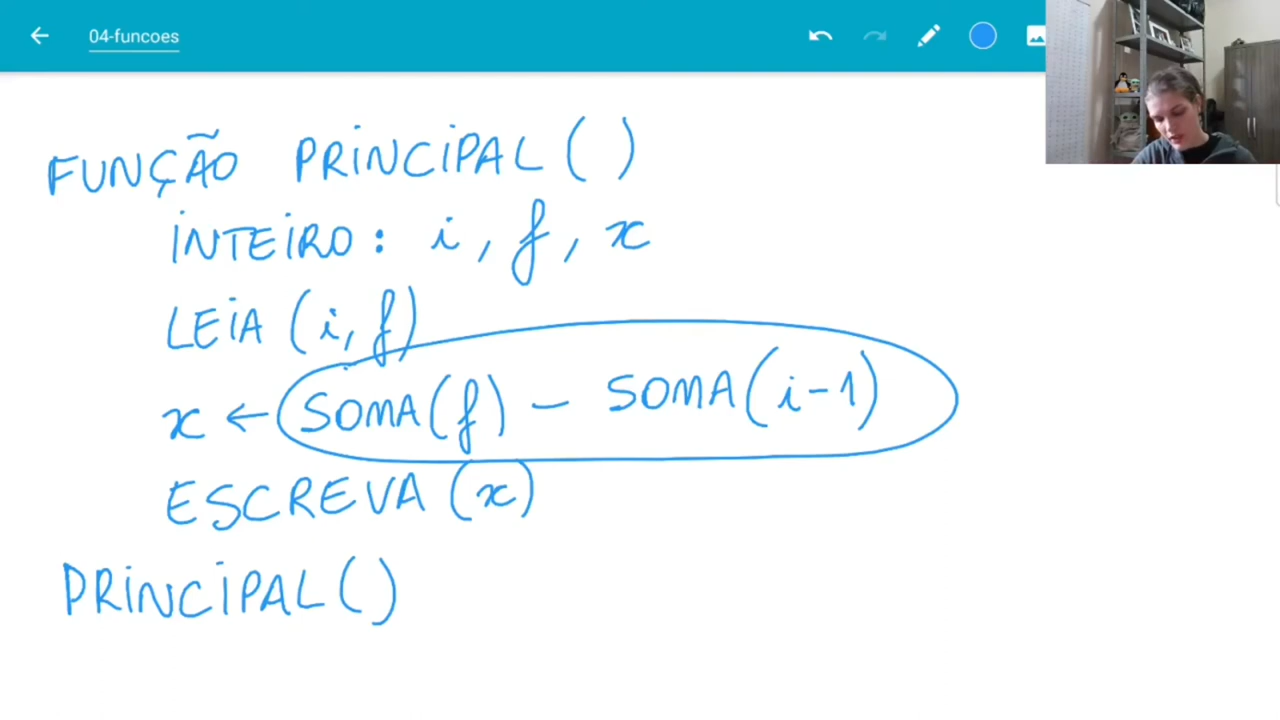 04-funcoes
FUNÇÃO PRINCIPAL ( )
INTEIRO: i, f, x
LEIA (i, f)
x ← SOMA(f) - SOMA(i-1)
ESCREVA (x)
PRINCIPAL()